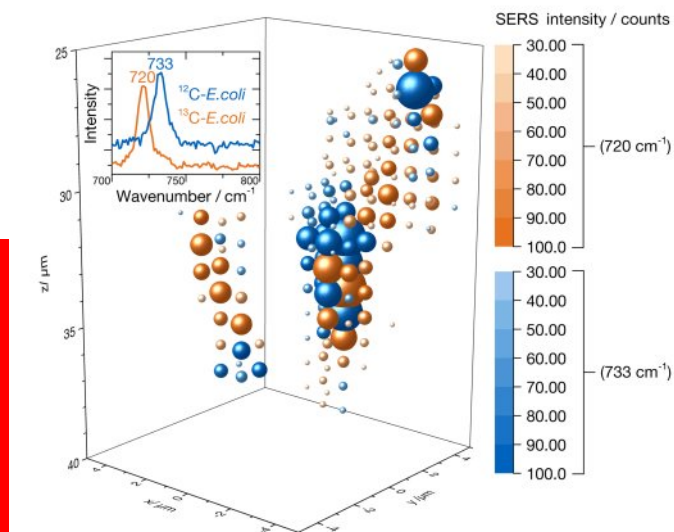 SERS intensity / counts
25
30
35
40
z/ µm
Intensity
733
720
¹²C-E.coli
¹³C-E.coli
700
750
800
Wavenumber / cm⁻¹
30.00
40.00
50.00
60.00
70.00
80.00
90.00
100.0
(720 cm⁻¹)
30.00
40.00
50.00
60.00
70.00
80.00
90.00
100.0
(733 cm⁻¹)
x/µm
0
y /µm
0